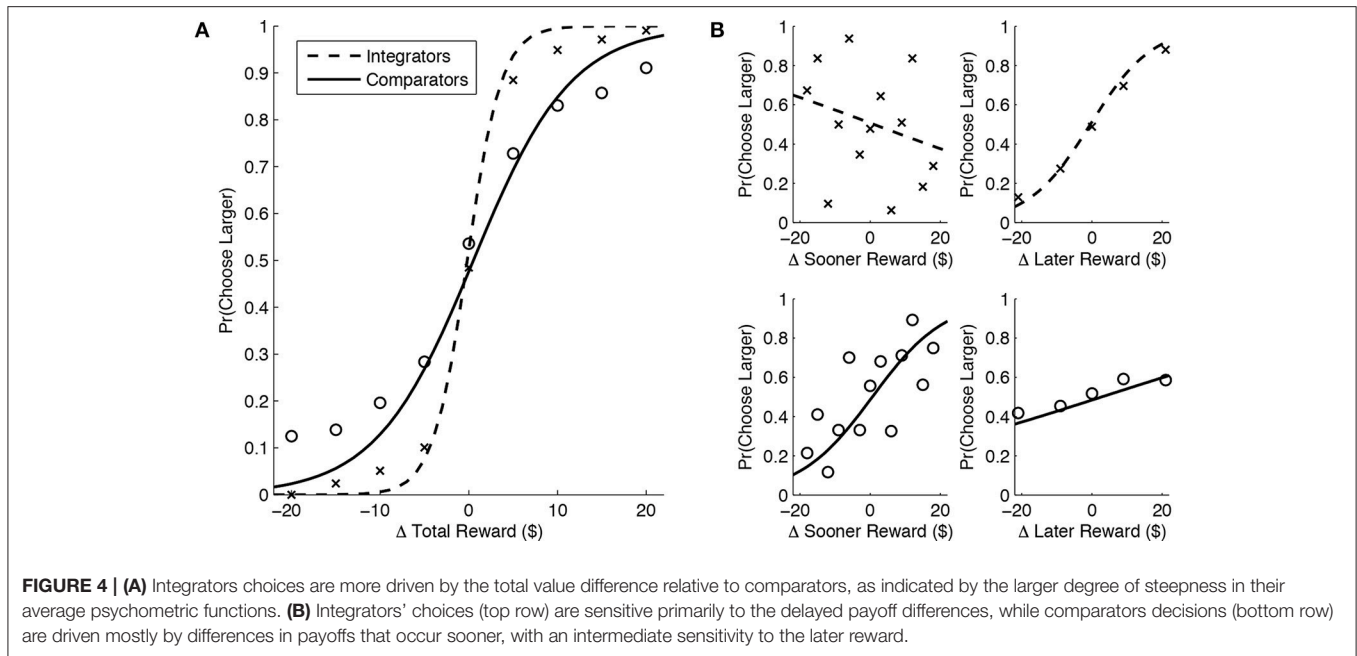 A
1
0.9
0.8
0.7
0.6
0.5
0.4
0.3
0.2
0.1
0
Pr(Choose Larger)
Integrators
Comparators
−20 −10 0 10 20
Δ Total Reward ($)
B
1
0.8
0.6
0.4
0.2
0
Pr(Choose Larger)
−20 0 20
Δ Sooner Reward ($)
1
0.8
0.6
0.4
0.2
0
Pr(Choose Larger)
−20 0 20
Δ Later Reward ($)
1
0.8
0.6
0.4
0.2
0
Pr(Choose Larger)
−20 0 20
Δ Sooner Reward ($)
1
0.8
0.6
0.4
0.2
0
Pr(Choose Larger)
−20 0 20
Δ Later Reward ($)
FIGURE 4 | (A) Integrators choices are more driven by the total value difference relative to comparators, as indicated by the larger degree of steepness in their
average psychometric functions. (B) Integrators’ choices (top row) are sensitive primarily to the delayed payoff differences, while comparators decisions (bottom row)
are driven mostly by differences in payoffs that occur sooner, with an intermediate sensitivity to the later reward.